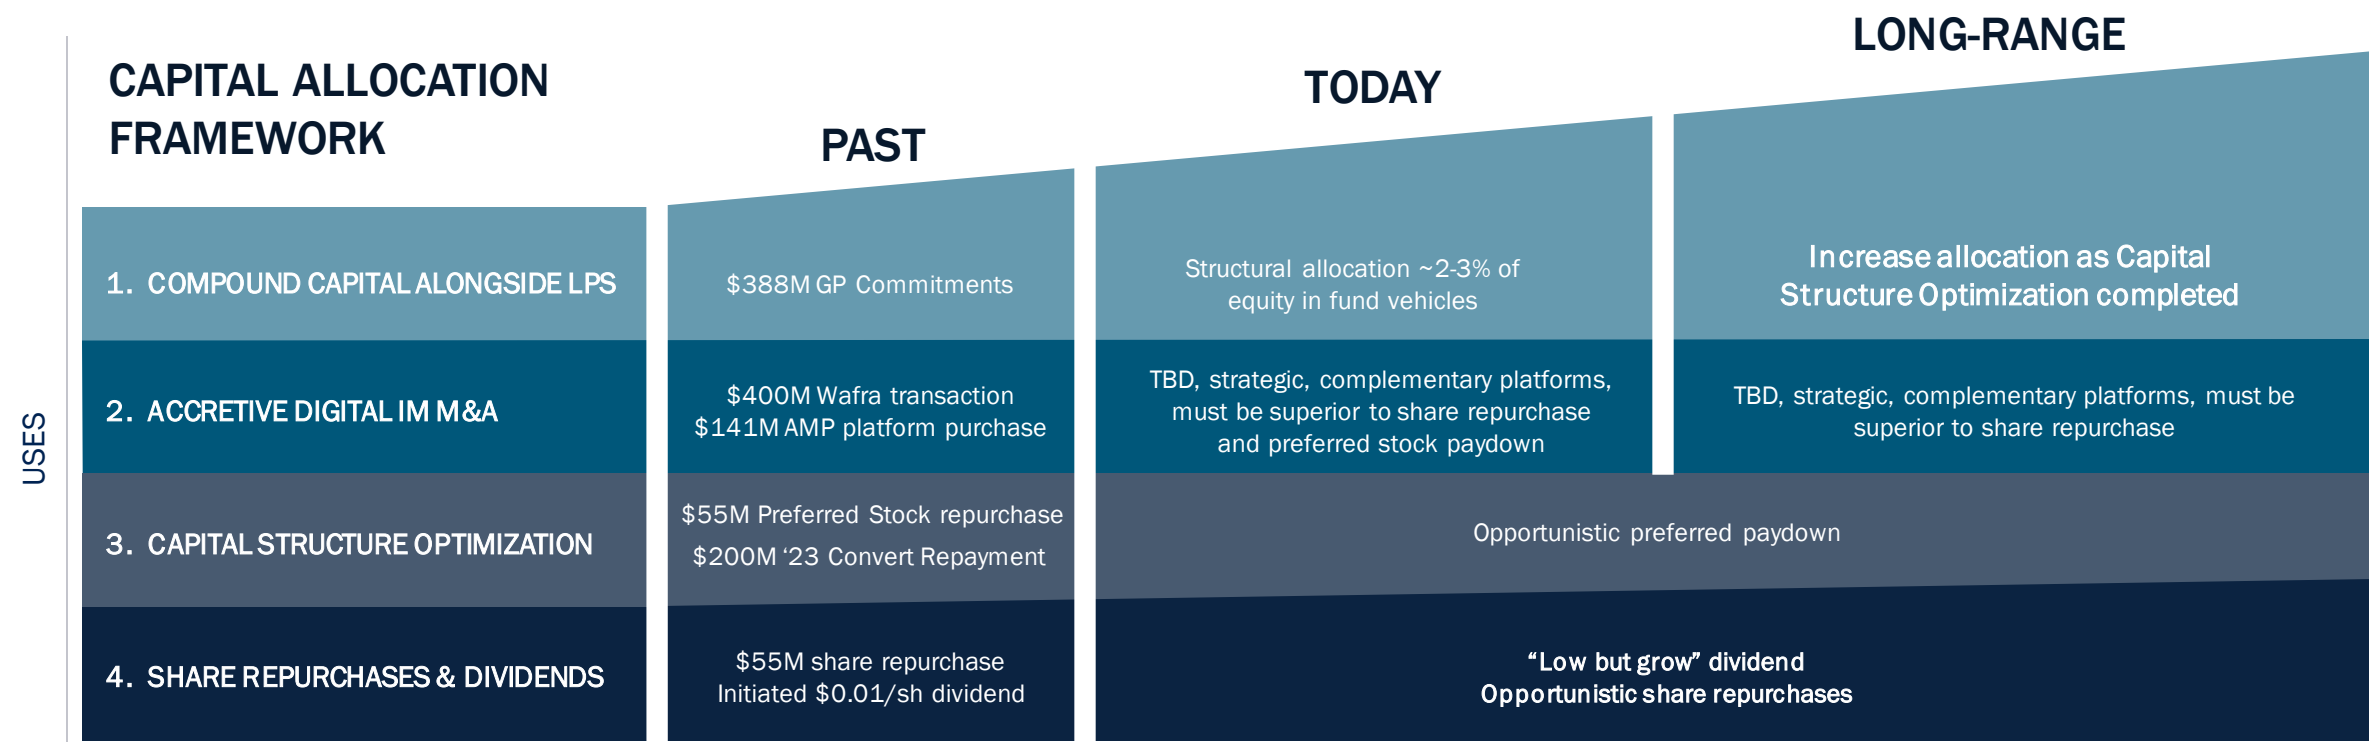 CAPITAL ALLOCATION
FRAMEWORK
PAST
TODAY
LONG-RANGE
USES
1. COMPOUND CAPITAL ALONGSIDE LPS
$388M GP Commitments
Structural allocation ~2-3% of
equity in fund vehicles
Increase allocation as Capital
Structure Optimization completed
2. ACCRETIVE DIGITAL IM M&A
$400M Wafra transaction
$141M AMP platform purchase
TBD, strategic, complementary platforms,
must be superior to share repurchase
and preferred stock paydown
TBD, strategic, complementary platforms, must be
superior to share repurchase
3. CAPITAL STRUCTURE OPTIMIZATION
$55M Preferred Stock repurchase
$200M ‘23 Convert Repayment
Opportunistic preferred paydown
4. SHARE REPURCHASES & DIVIDENDS
$55M share repurchase
Initiated $0.01/sh dividend
“Low but grow” dividend
Opportunistic share repurchases